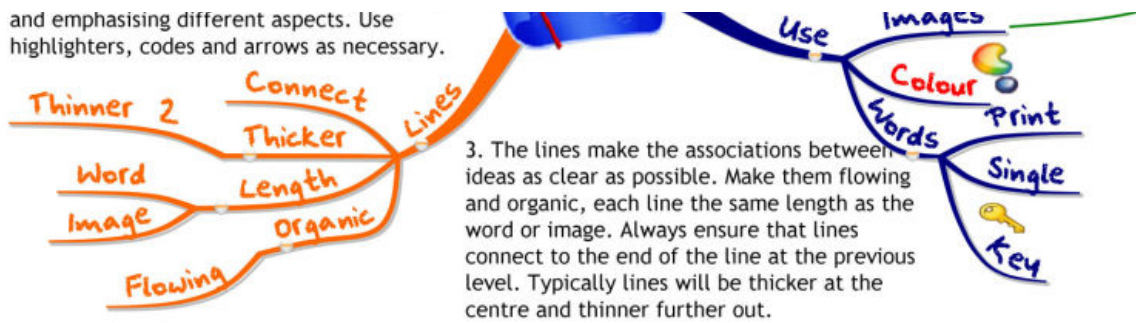 and emphasising different aspects. Use
highlighters, codes and arrows as necessary.
Lines
Connect
Thicker
Thinner 2
Length
Word
Image
Organic
Flowing
3. The lines make the associations between
ideas as clear as possible. Make them flowing
and organic, each line the same length as the
word or image. Always ensure that lines
connect to the end of the line at the previous
level. Typically lines will be thicker at the
centre and thinner further out.
Use
Images
Colour
Words
Print
Single
Key